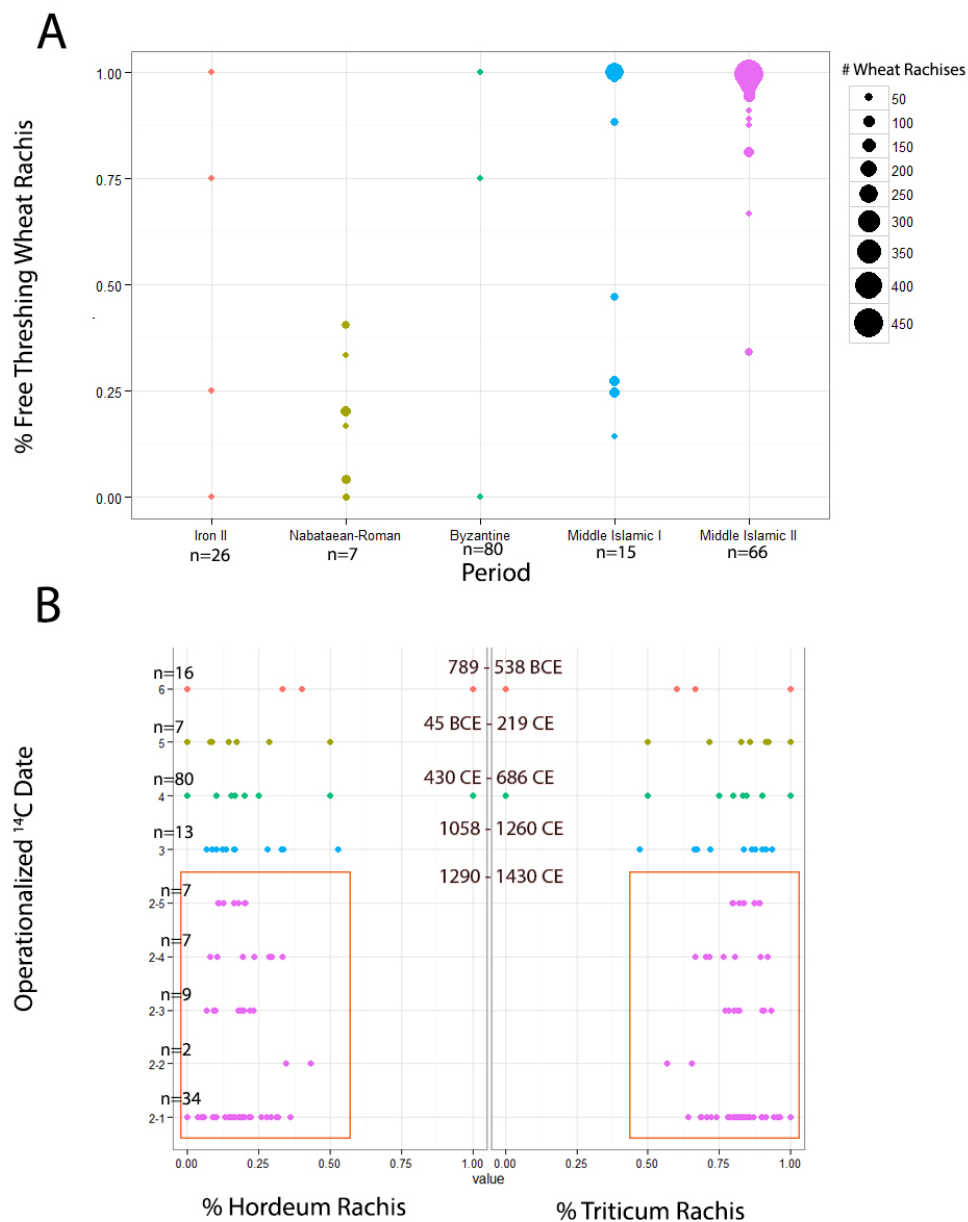 A
% Free Threshing Wheat Rachis
1.00
0.75
0.50
0.25
0.00
Iron II
n=26
Nabataean-Roman
n=7
Byzantine
n=80
Middle Islamic I
n=15
Middle Islamic II
n=66
Period
# Wheat Rachises
50
100
150
200
250
300
350
400
450
B
Operationalized ¹⁴C Date
n=16
6
789 - 538 BCE
n=7
5
45 BCE - 219 CE
n=80
4
430 CE - 686 CE
n=13
3
1058 - 1260 CE
1290 - 1430 CE
n=7
2-5
n=7
2-4
n=9
2-3
n=2
2-2
n=34
2-1
0.00 0.25 0.50 0.75 1.00 0.00 0.25 0.50 0.75 1.00
value
% Hordeum Rachis
% Triticum Rachis